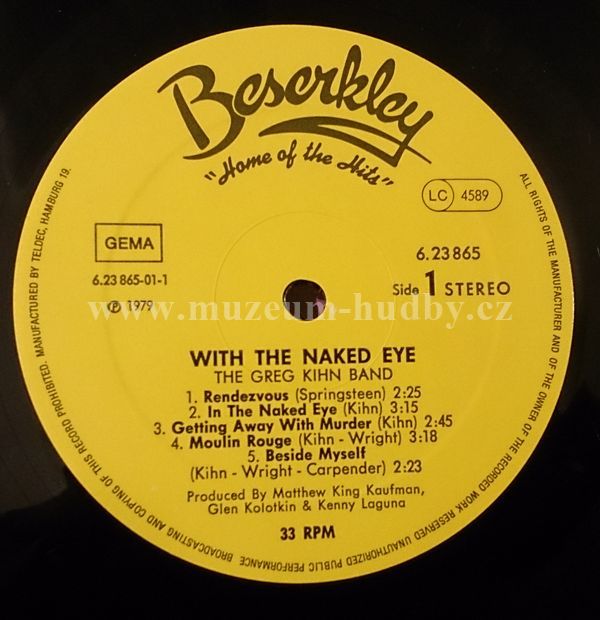 Beserkley
"Home of the Hits"
LC 4589
GEMA
6.23 865-01-1
℗ 1979
6.23865
Side 1 STEREO
www.muzeum-hudby.cz
WITH THE NAKED EYE
THE GREG KIHN BAND
1. Rendezvous (Springsteen) 2:25
2. In The Naked Eye (Kihn) 3:15
3. Getting Away With Murder (Kihn) 2:45
4. Moulin Rouge (Kihn - Wright) 3:18
5. Beside Myself
(Kihn - Wright - Carpender) 2:23
Produced By Matthew King Kaufman,
Glen Kolotkin & Kenny Laguna
33 RPM
ALL RIGHTS OF THE MANUFACTURER AND OF THE OWNER OF THE RECORDED WORK RESERVED UNAUTHORIZED PUBLIC PERFORMANCE BROADCASTING AND COPYING OF THIS RECORD PROHIBITED. MANUFACTURED BY TELDEC, HAMBURG 19.